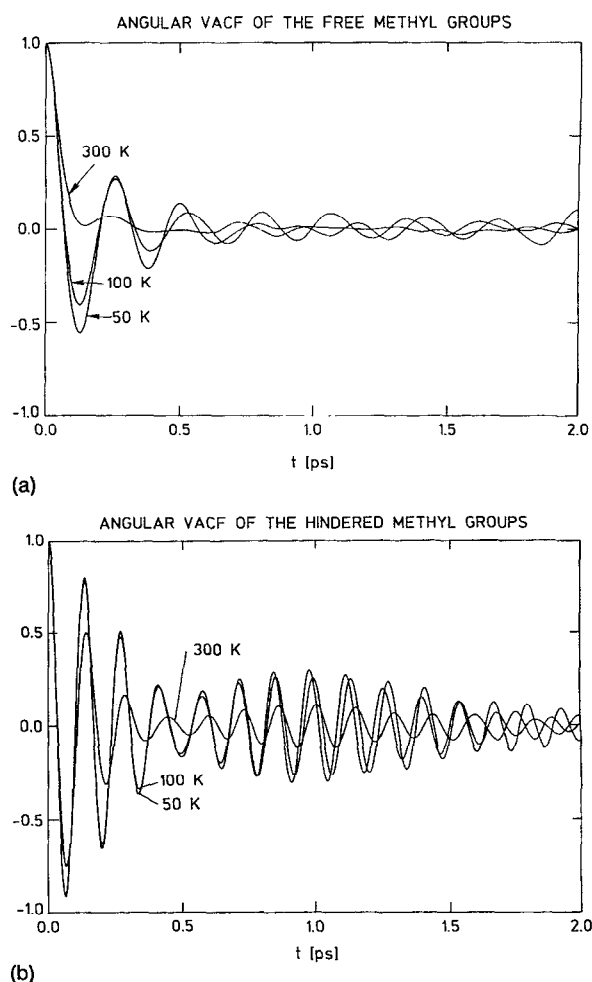 ANGULAR VACF OF THE FREE METHYL GROUPS
1.0
0.5
0.0
-0.5
-1.0
300 K
100 K
50 K
0.0 0.5 1.0 1.5 2.0
t [ps]
(a)
ANGULAR VACF OF THE HINDERED METHYL GROUPS
1.0
0.5
0.0
-0.5
-1.0
300 K
100 K
50 K
0.0 0.5 1.0 1.5 2.0
t [ps]
(b)